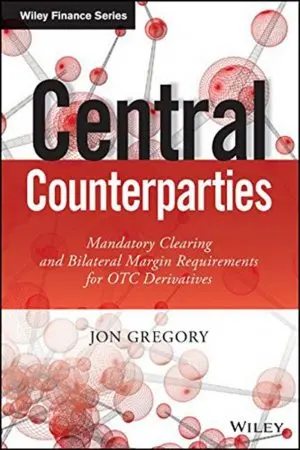 Wiley Finance Series
Central
Counterparties
Mandatory Clearing
and Bilateral Margin Requirements
for OTC Derivatives
JON GREGORY
WILEY